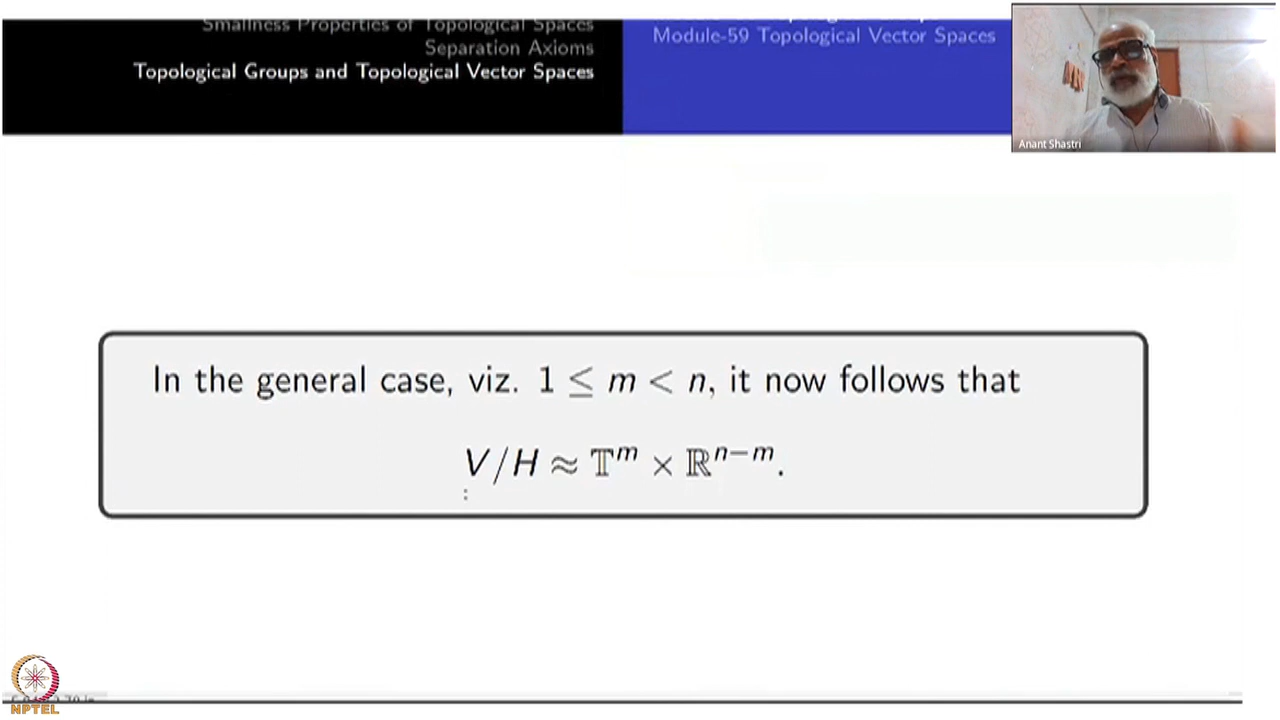 Smallness Properties of Topological Spaces
Separation Axioms
Topological Groups and Topological Vector Spaces
Module-59 Topological Vector Spaces
Anant Shastri
In the general case, viz. 1 ≤ m < n, it now follows that
V/H ≈ 𝕋^m × ℝ^{n−m}.
NPTEL